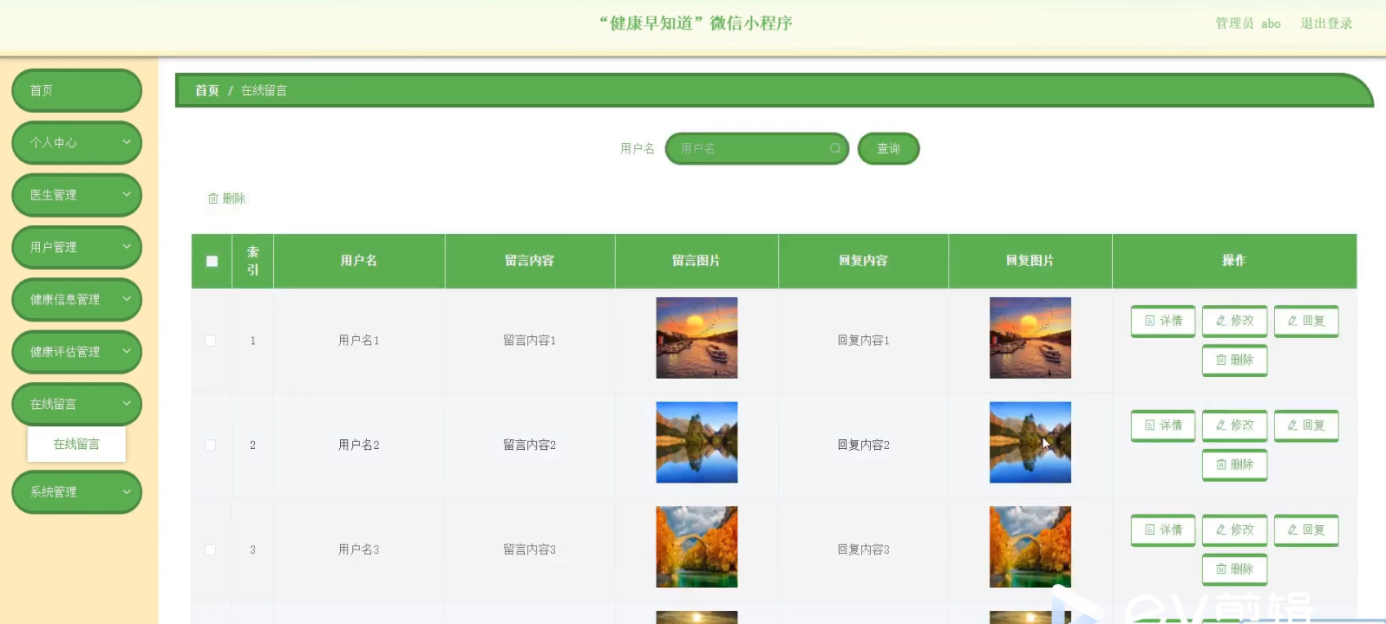 “健康早知道”微信小程序
管理员 abo 退出登录
首页
个人中心
医生管理
用户管理
健康信息管理
健康评估管理
在线留言
在线留言
系统管理
首页 / 在线留言
用户名 用户名 查询
删除
索引 用户名 留言内容 留言图片 回复内容 回复图片 操作
1 用户名1 留言内容1 回复内容1 详情 修改 回复
删除
2 用户名2 留言内容2 回复内容2 详情 修改 回复
删除
3 用户名3 留言内容3 回复内容3 详情 修改 回复
删除
ev剪辑